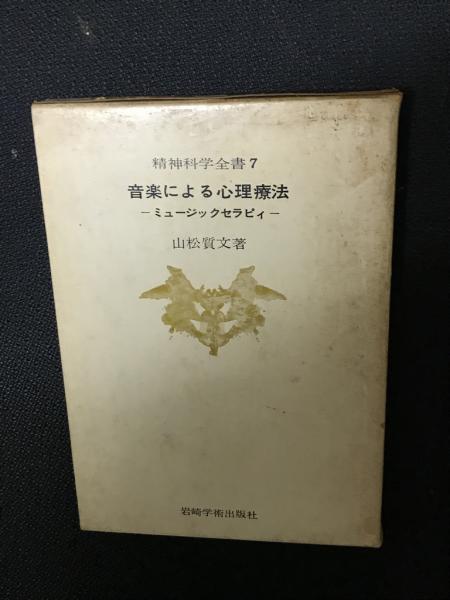 精神科学全書7
音楽による心理療法
－ミュージックセラピィ－
山松質文著
岩崎学術出版社